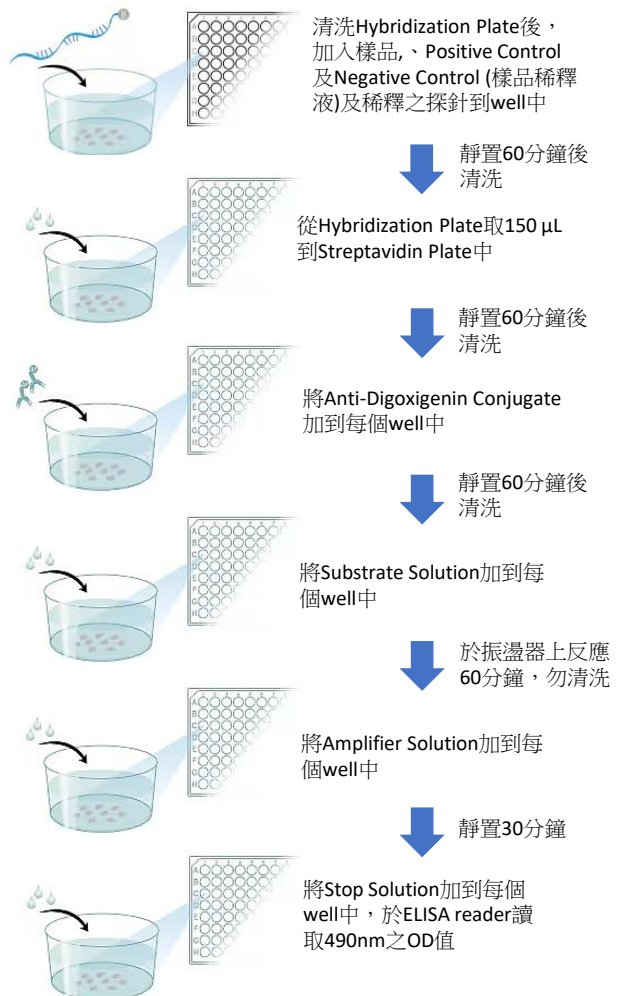 清洗Hybridization Plate後，
加入樣品,、Positive Control
及Negative Control (樣品稀釋
液)及稀釋之探針到well中
靜置60分鐘後
清洗
從Hybridization Plate取150 µL
到Streptavidin Plate中
靜置60分鐘後
清洗
將Anti-Digoxigenin Conjugate
加到每個well中
靜置60分鐘後
清洗
將Substrate Solution加到每
個well中
於振盪器上反應
60分鐘，勿清洗
將Amplifier Solution加到每
個well中
靜置30分鐘
將Stop Solution加到每個
well中，於ELISA reader讀
取490nm之OD值